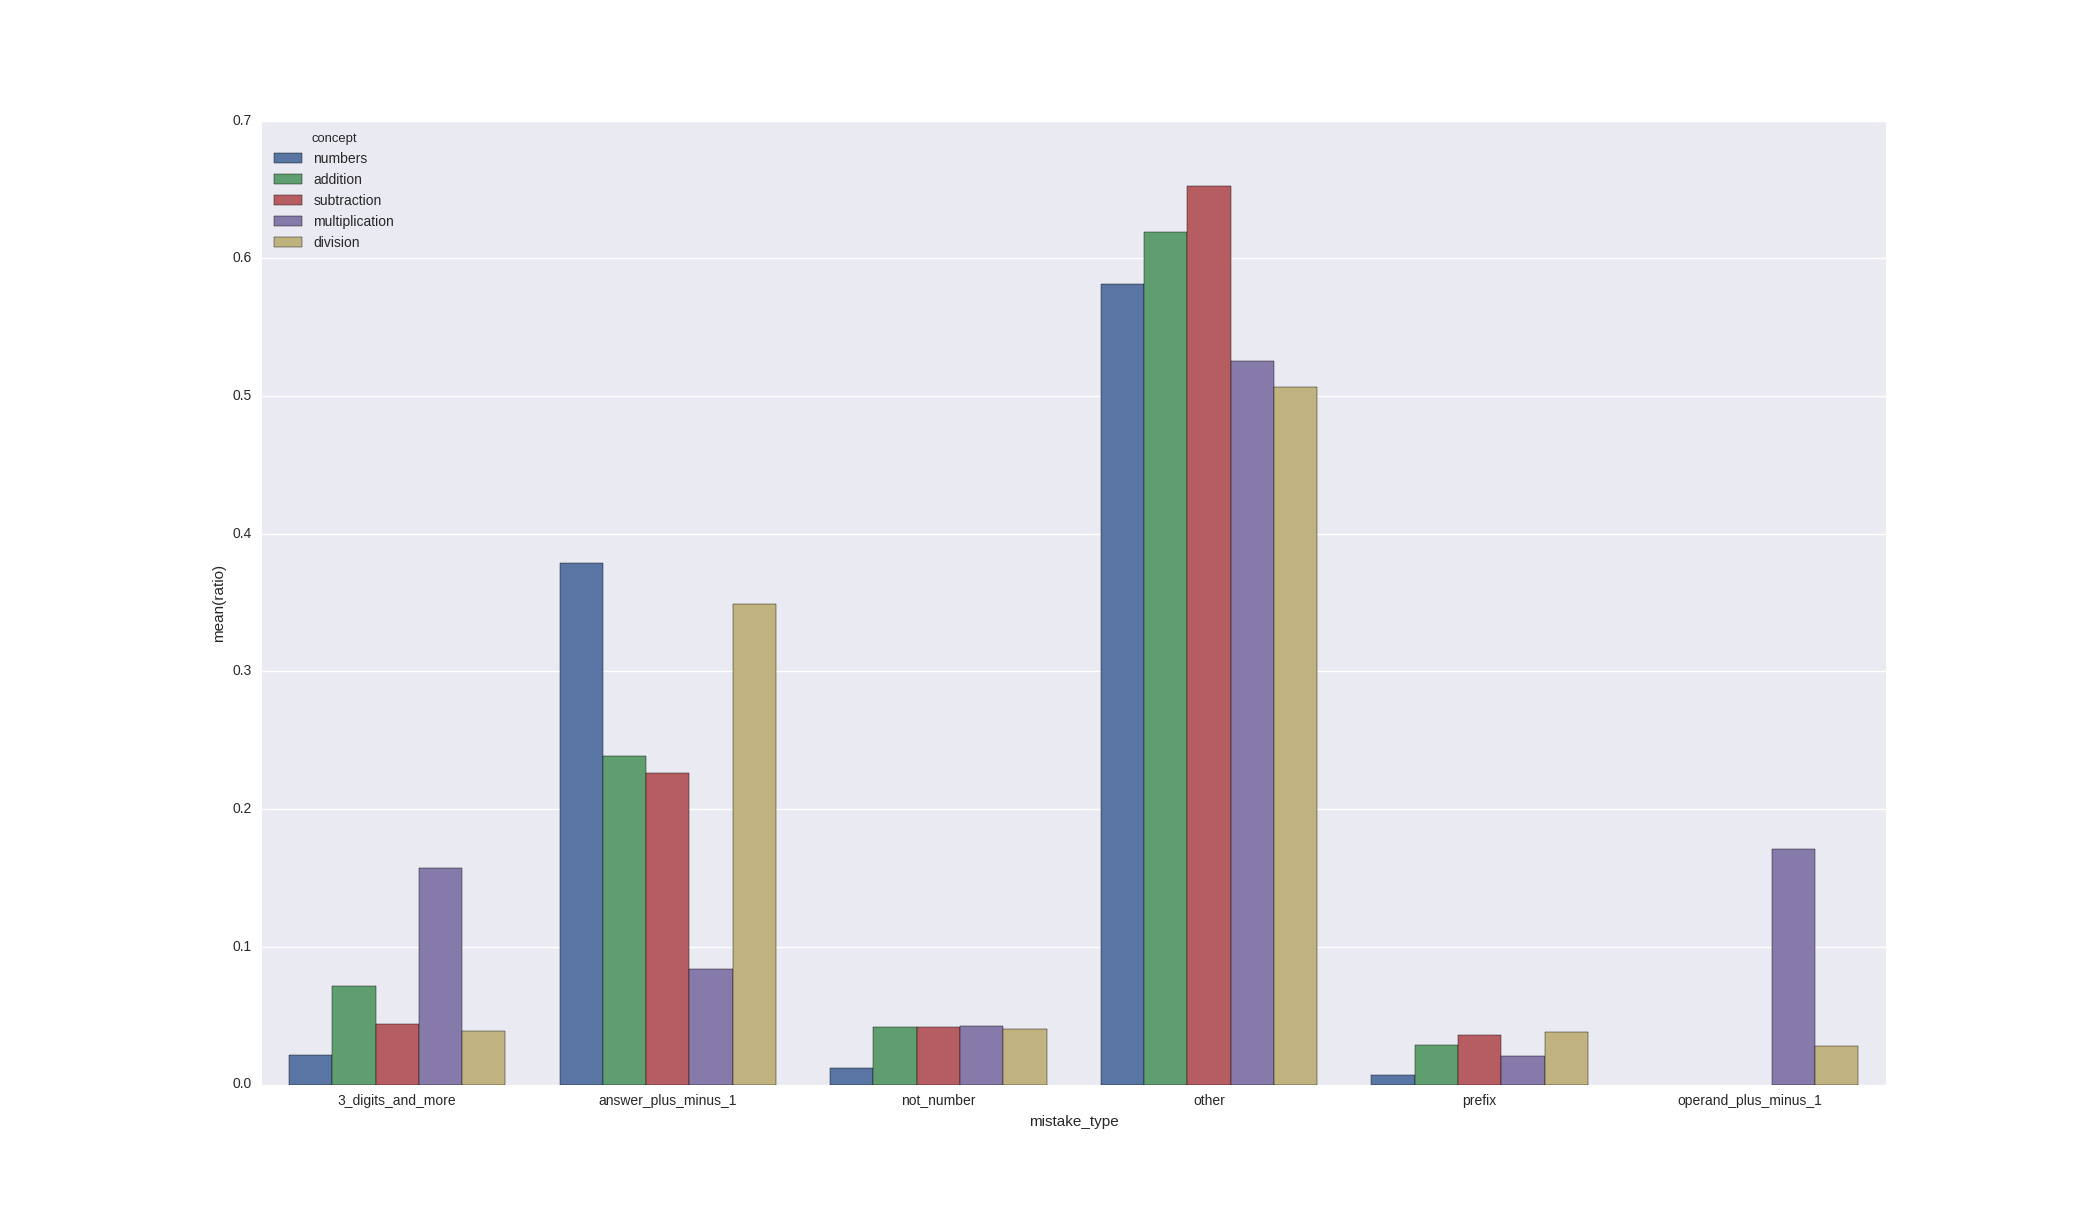 0.7
0.6
0.5
0.4
0.3
0.2
0.1
0.0
mean(ratio)
concept
numbers
addition
subtraction
multiplication
division
3_digits_and_more
answer_plus_minus_1
not_number
other
prefix
operand_plus_minus_1
mistake_type